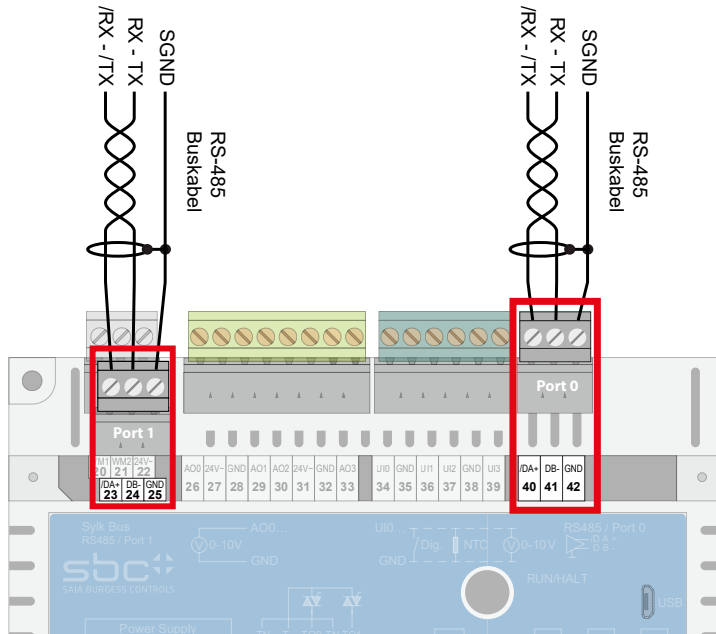 /RX - /TX
RX - TX
SGND
RS-485
Buskabel
/RX - /TX
RX - TX
SGND
RS-485
Buskabel
Port 1
Port 0
20 WM2 21 24V~ 22
/DA+ DB- GND
23 24 25
AO0 24V~ GND AO1 AO2 24V~ GND AO3
26 27 28 29 30 31 32 33
UI0 GND UI1 UI2 GND UI3
34 35 36 37 38 39
/DA+ DB- GND
40 41 42
Sylk Bus
RS485 / Port 1
AO0...
0-10V
GND
UI0...
/Dig.
NTC
0-10V
GND
RS485 / Port 0
/D A +
D B -
sbc
SAIA BURGESS CONTROLS
RUN/HALT
USB
Power Supply